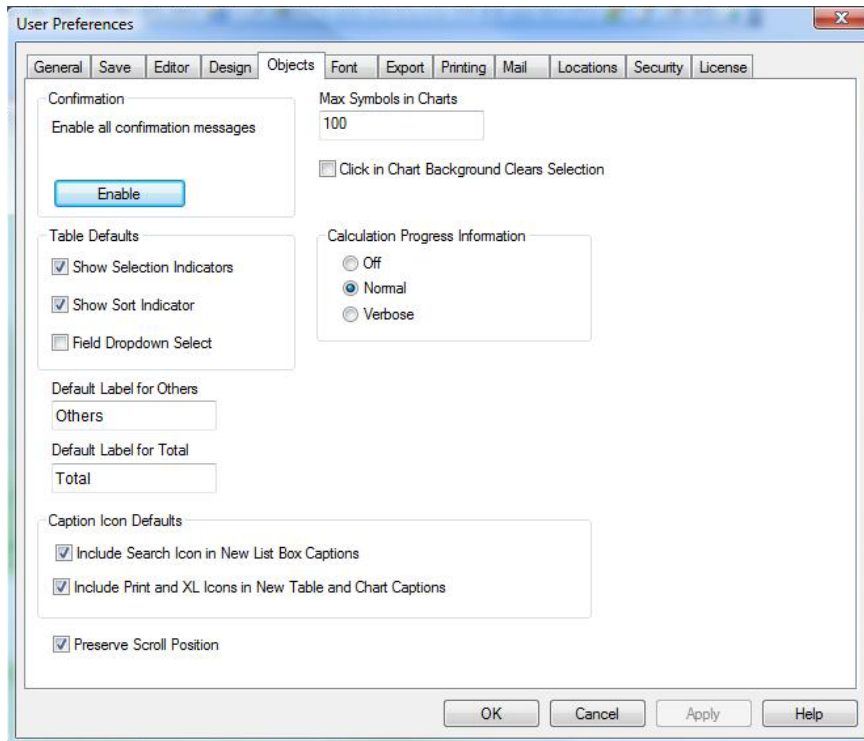 User Preferences
General Save Editor Design Objects Font Export Printing Mail Locations Security License
Confirmation
Enable all confirmation messages
Enable
Max Symbols in Charts
100
Click in Chart Background Clears Selection
Table Defaults
Show Selection Indicators
Show Sort Indicator
Field Dropdown Select
Calculation Progress Information
Off
Normal
Verbose
Default Label for Others
Others
Default Label for Total
Total
Caption Icon Defaults
Include Search Icon in New List Box Captions
Include Print and XL Icons in New Table and Chart Captions
Preserve Scroll Position
OK Cancel Apply Help